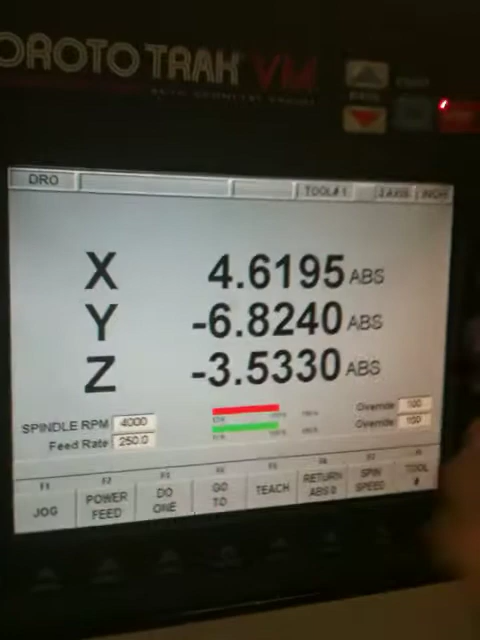 PROTO TRAK VM
DRO TOOL# 1 3 AXIS INCH
X 4.6195 ABS
Y -6.8240 ABS
Z -3.5330 ABS
SPINDLE RPM 4000 Override 100
Feed Rate 250.0 Override 100
F1 F2 F3 F4 F5 F6 F7 F8
JOG POWER FEED DO ONE GO TO TEACH RETURN ABS 0 SPIN SPEED TOOL #